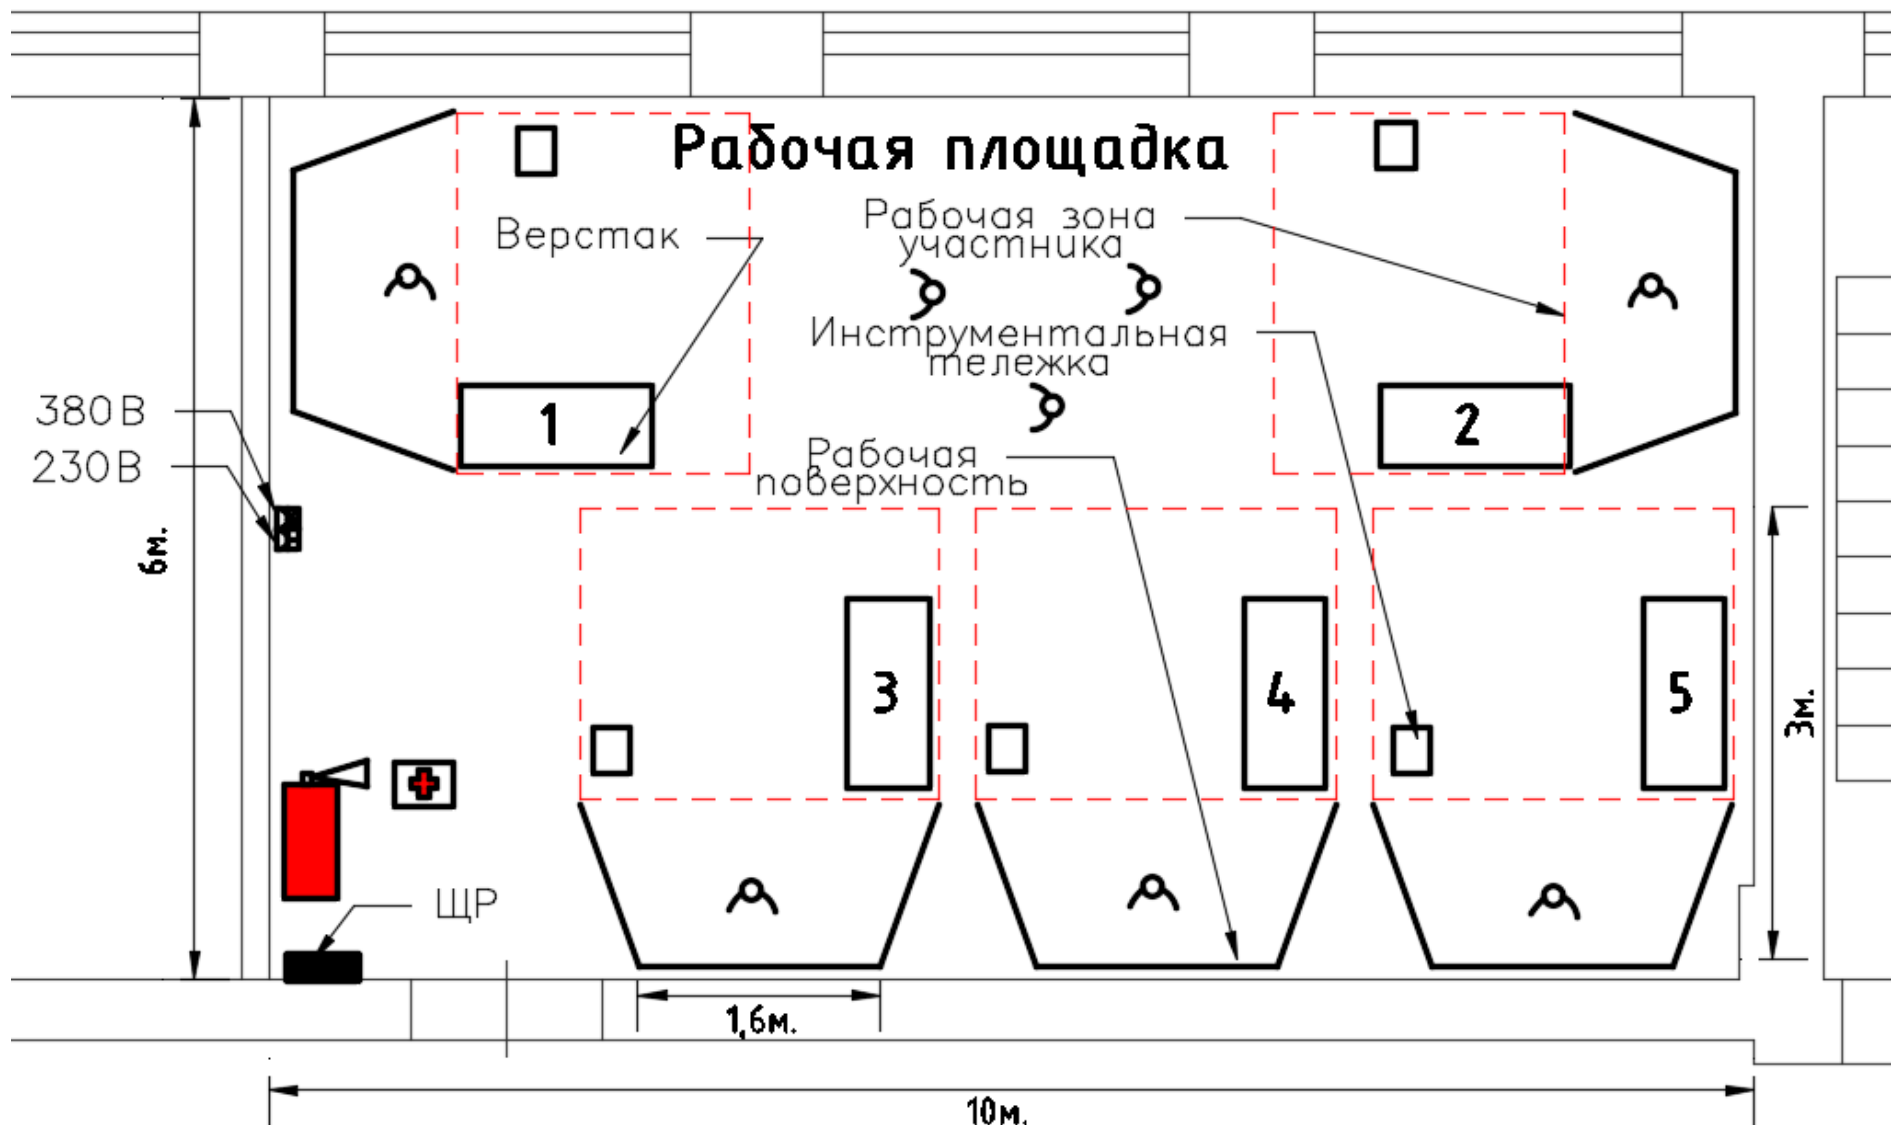 Рабочая площадка
Верстак
Рабочая зона
участника
Инструментальная
тележка
380В
230В
1
2
Рабочая
поверхность
6м.
3
4
5
3м.
ЩР
1,6м.
10м.